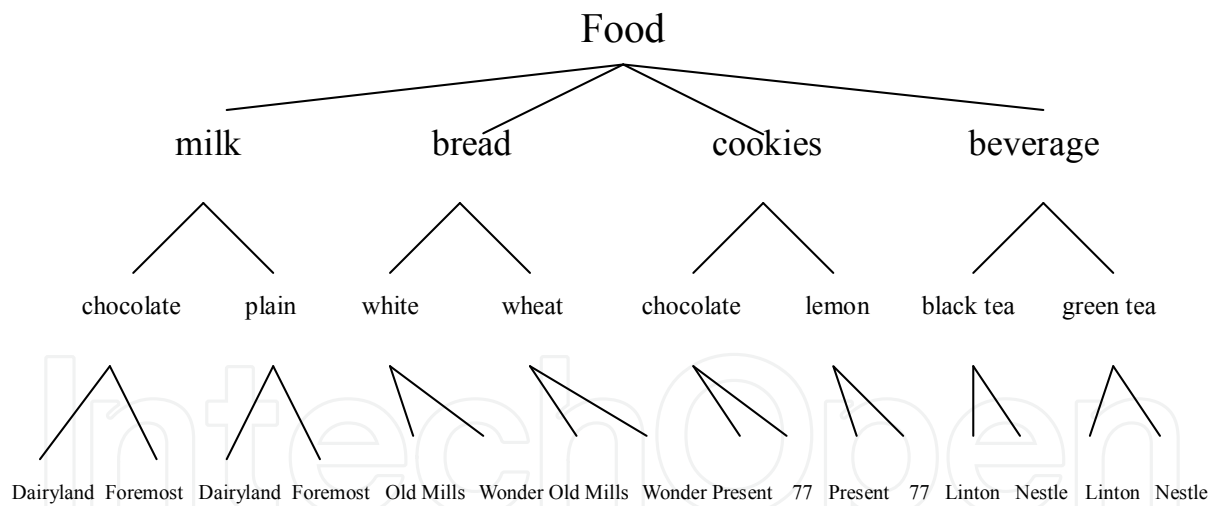 Food
milk bread cookies beverage
chocolate plain white wheat chocolate lemon black tea green tea
IntechOpen
Dairyland Foremost Dairyland Foremost Old Mills Wonder Old Mills Wonder Present 77 Present 77 Linton Nestle Linton Nestle